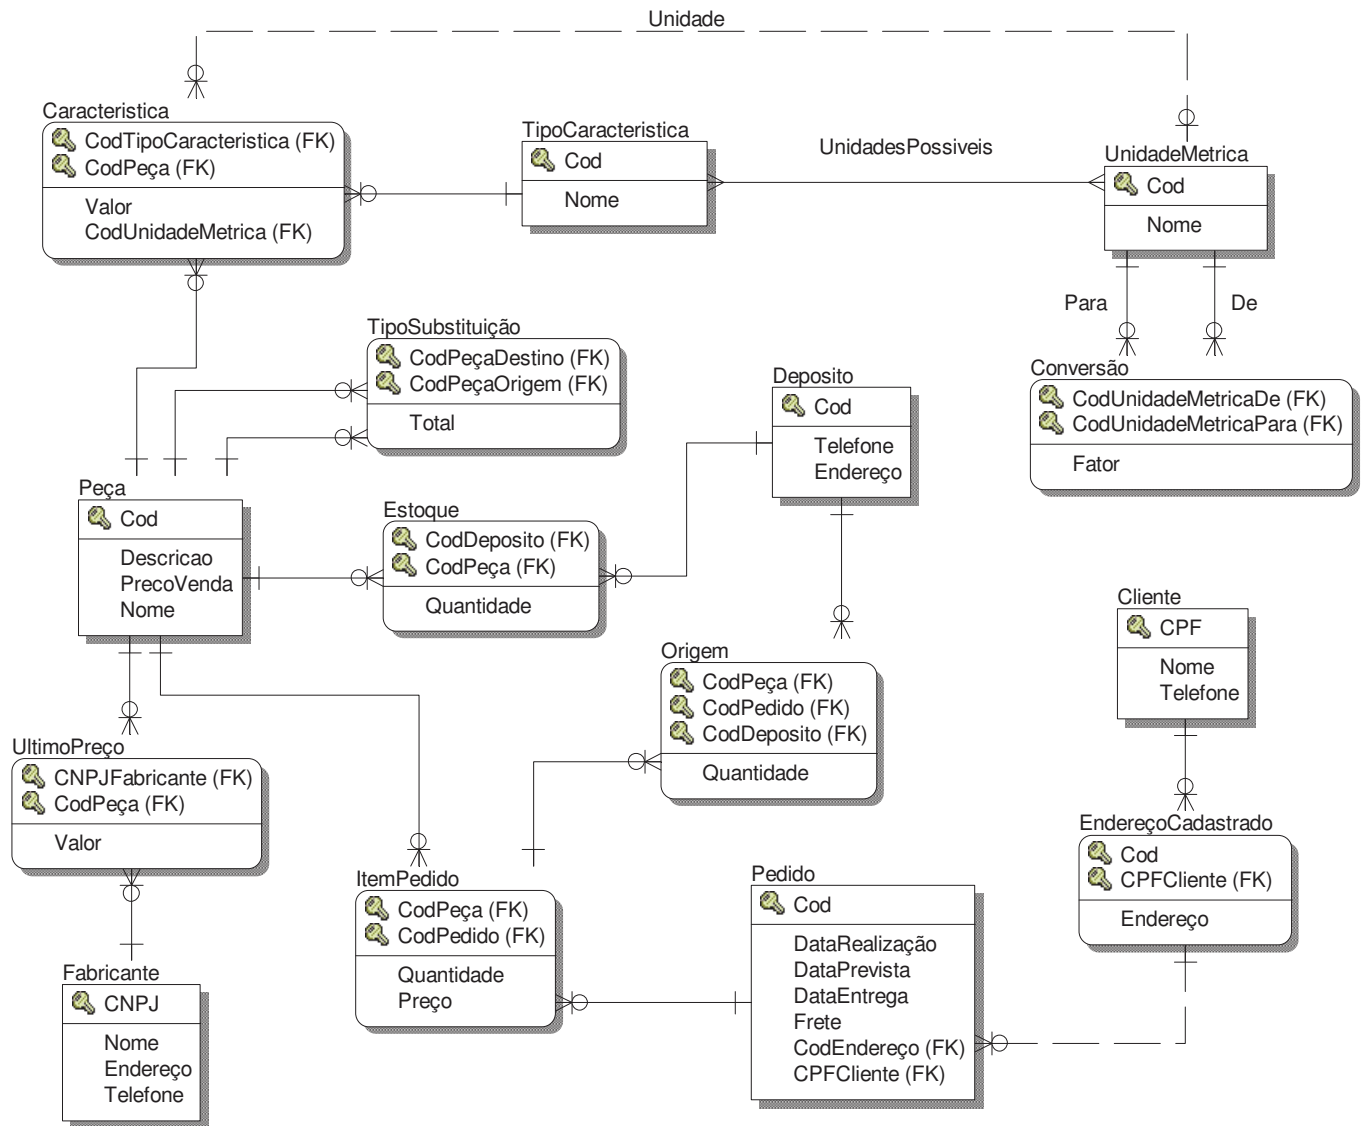 Unidade
Caracteristica
CodTipoCaracteristica (FK)
CodPeça (FK)
Valor
CodUnidadeMetrica (FK)
TipoCaracteristica
Cod
Nome
UnidadesPossiveis
UnidadeMetrica
Cod
Nome
Para
De
TipoSubstituição
CodPeçaDestino (FK)
CodPeçaOrigem (FK)
Total
Deposito
Cod
Telefone
Endereço
Conversão
CodUnidadeMetricaDe (FK)
CodUnidadeMetricaPara (FK)
Fator
Peça
Cod
Descricao
PrecoVenda
Nome
Estoque
CodDeposito (FK)
CodPeça (FK)
Quantidade
Cliente
CPF
Nome
Telefone
Origem
CodPeça (FK)
CodPedido (FK)
CodDeposito (FK)
Quantidade
UltimoPreço
CNPJFabricante (FK)
CodPeça (FK)
Valor
EndereçoCadastrado
Cod
CPFCliente (FK)
Endereço
ItemPedido
CodPeça (FK)
CodPedido (FK)
Quantidade
Preço
Pedido
Cod
DataRealização
DataPrevista
DataEntrega
Frete
CodEndereço (FK)
CPFCliente (FK)
Fabricante
CNPJ
Nome
Endereço
Telefone